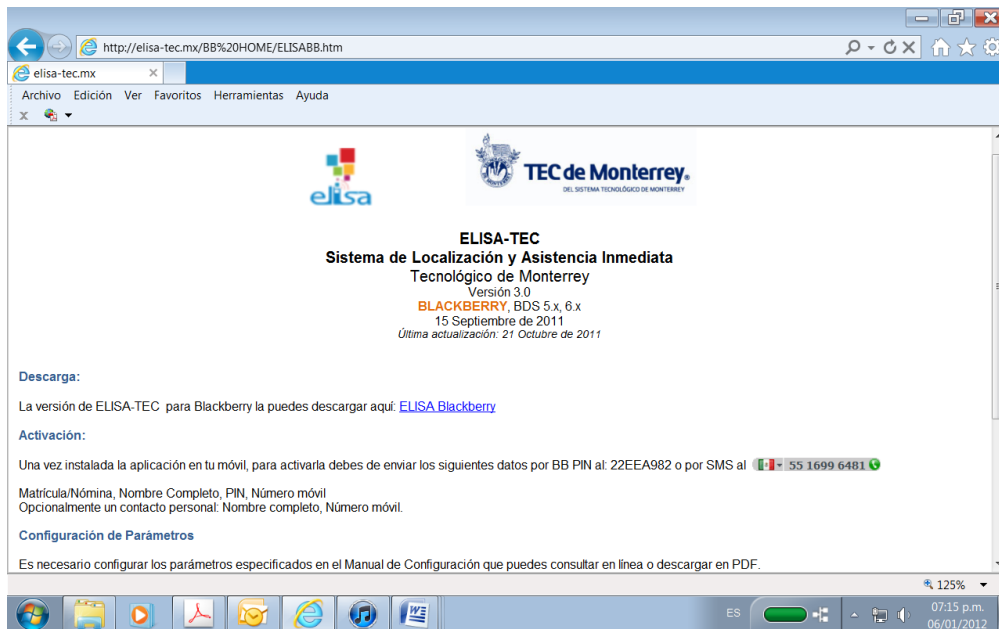 http://elisa-tec.mx/BB%20HOME/ELISABB.htm
elisa-tec.mx
Archivo Edición Ver Favoritos Herramientas Ayuda
x
elisa
TEC de Monterrey.
DEL SISTEMA TECNOLÓGICO DE MONTERREY
ELISA-TEC
Sistema de Localización y Asistencia Inmediata
Tecnológico de Monterrey
Versión 3.0
BLACKBERRY, BDS 5.x, 6.x
15 Septiembre de 2011
Última actualización: 21 Octubre de 2011
Descarga:
La versión de ELISA-TEC para Blackberry la puedes descargar aquí: ELISA Blackberry
Activación:
Una vez instalada la aplicación en tu móvil, para activarla debes de enviar los siguientes datos por BB PIN al: 22EEA982 o por SMS al 55 1699 6481
Matrícula/Nómina, Nombre Completo, PIN, Número móvil
Opcionalmente un contacto personal: Nombre completo, Número móvil.
Configuración de Parámetros
Es necesario configurar los parámetros especificados en el Manual de Configuración que puedes consultar en línea o descargar en PDF.
125%
ES
07:15 p.m.
06/01/2012